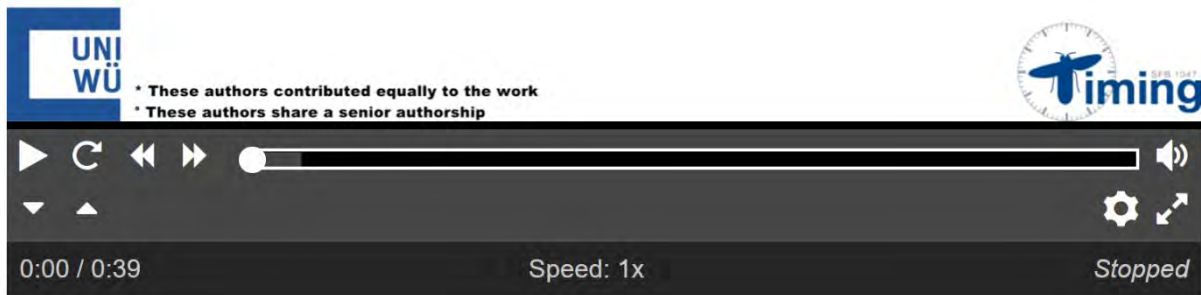 UNI
WÜ
* These authors contributed equally to the work
° These authors share a senior authorship
SFB 1047
Timing
0:00 / 0:39
Speed: 1x
Stopped